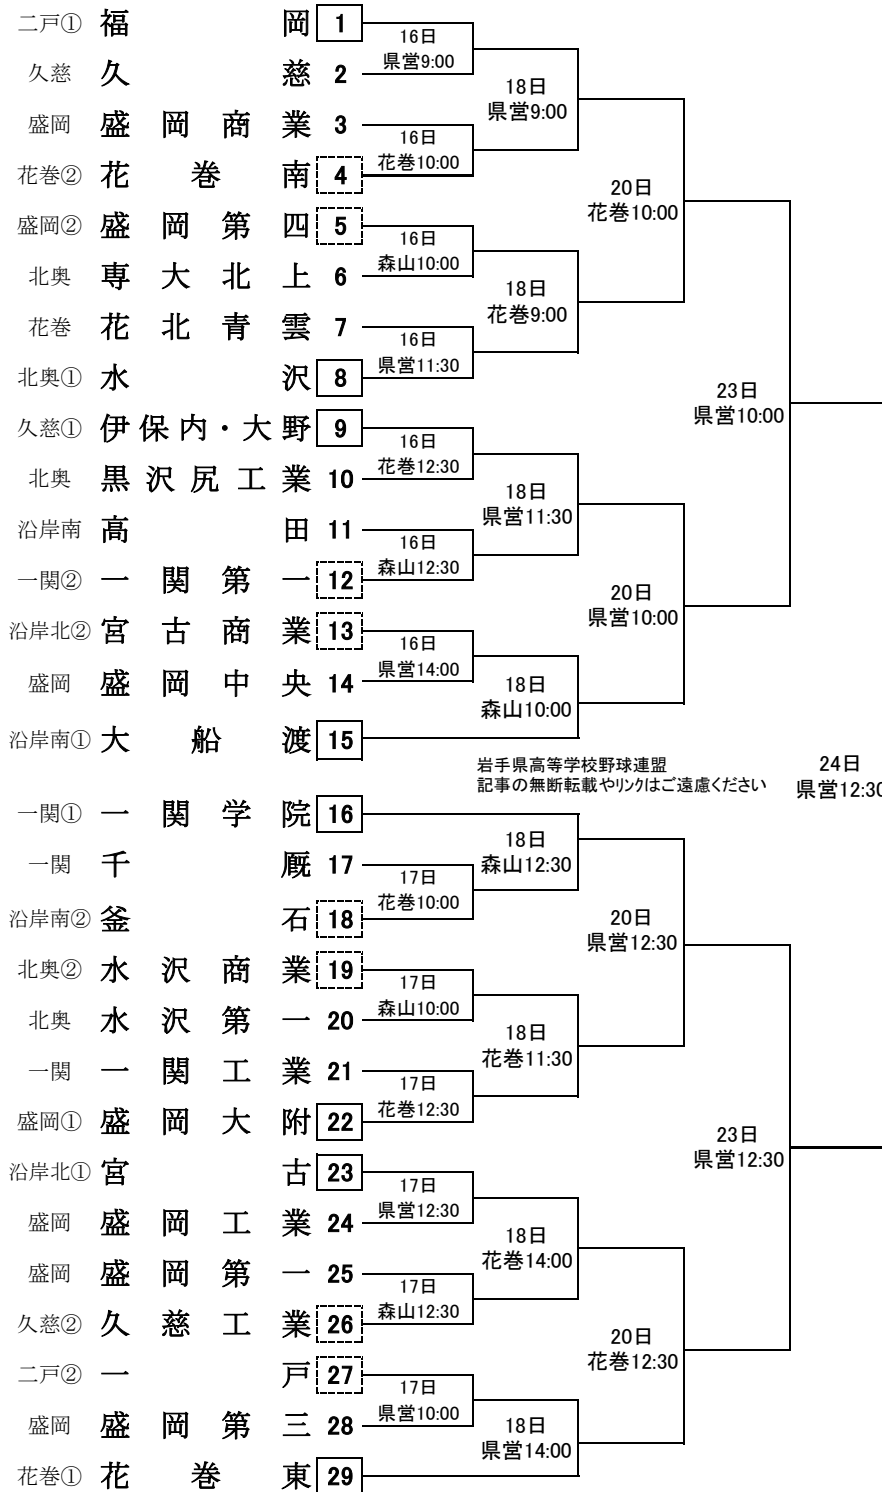 二戸① 福岡 1
16日
県営9:00
久慈 久慈 2
18日
県営9:00
盛岡 盛岡商業 3
16日
花巻10:00
花巻② 花巻南 4
20日
花巻10:00
盛岡② 盛岡第四 5
16日
森山10:00
北奥 専大北上 6
18日
花巻9:00
花巻 花北青雲 7
16日
県営11:30
北奥① 水沢 8
23日
県営10:00
久慈① 伊保内・大野 9
16日
花巻12:30
北奥 黒沢尻工業 10
18日
県営11:30
沿岸南 高田 11
16日
森山12:30
一関② 一関第一 12
20日
県営10:00
沿岸北② 宮古商業 13
16日
県営14:00
盛岡 盛岡中央 14
18日
森山10:00
沿岸南① 大船渡 15
岩手県高等学校野球連盟
記事の無断転載やリンクはご遠慮ください
24日
県営12:30
一関① 一関学院 16
18日
森山12:30
一関 千厩 17
17日
花巻10:00
沿岸南② 釜石 18
20日
県営12:30
北奥② 水沢商業 19
17日
森山10:00
北奥 水沢第一 20
18日
花巻11:30
一関 一関工業 21
17日
花巻12:30
盛岡① 盛岡大附 22
23日
県営12:30
沿岸北① 宮古 23
17日
県営12:30
盛岡 盛岡工業 24
18日
花巻14:00
盛岡 盛岡第一 25
17日
森山12:30
久慈② 久慈工業 26
20日
花巻12:30
二戸② 一戸 27
17日
県営10:00
盛岡 盛岡第三 28
18日
県営14:00
花巻① 花巻東 29